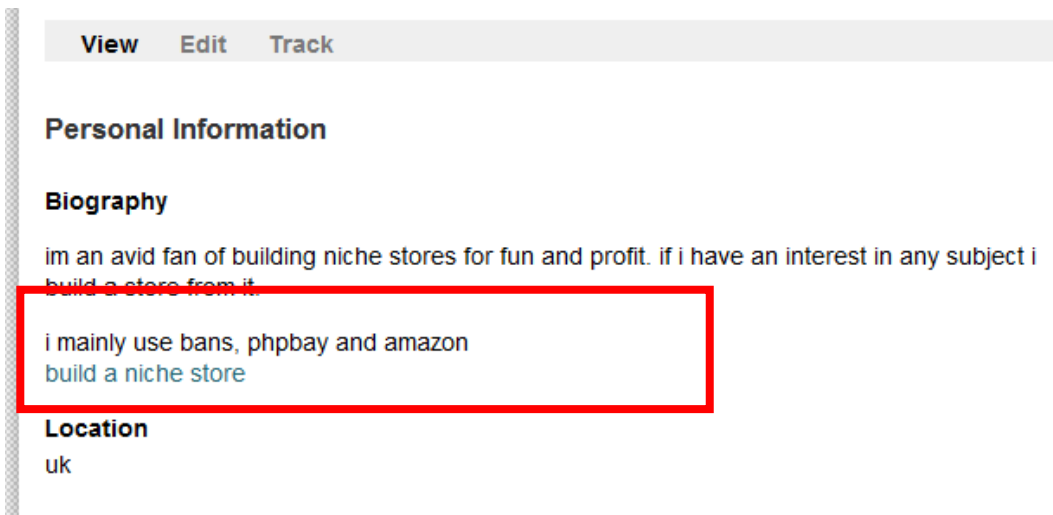 View Edit Track
Personal Information
Biography
im an avid fan of building niche stores for fun and profit. if i have an interest in any subject i
build a store from it.
i mainly use bans, phpbay and amazon
build a niche store
Location
uk